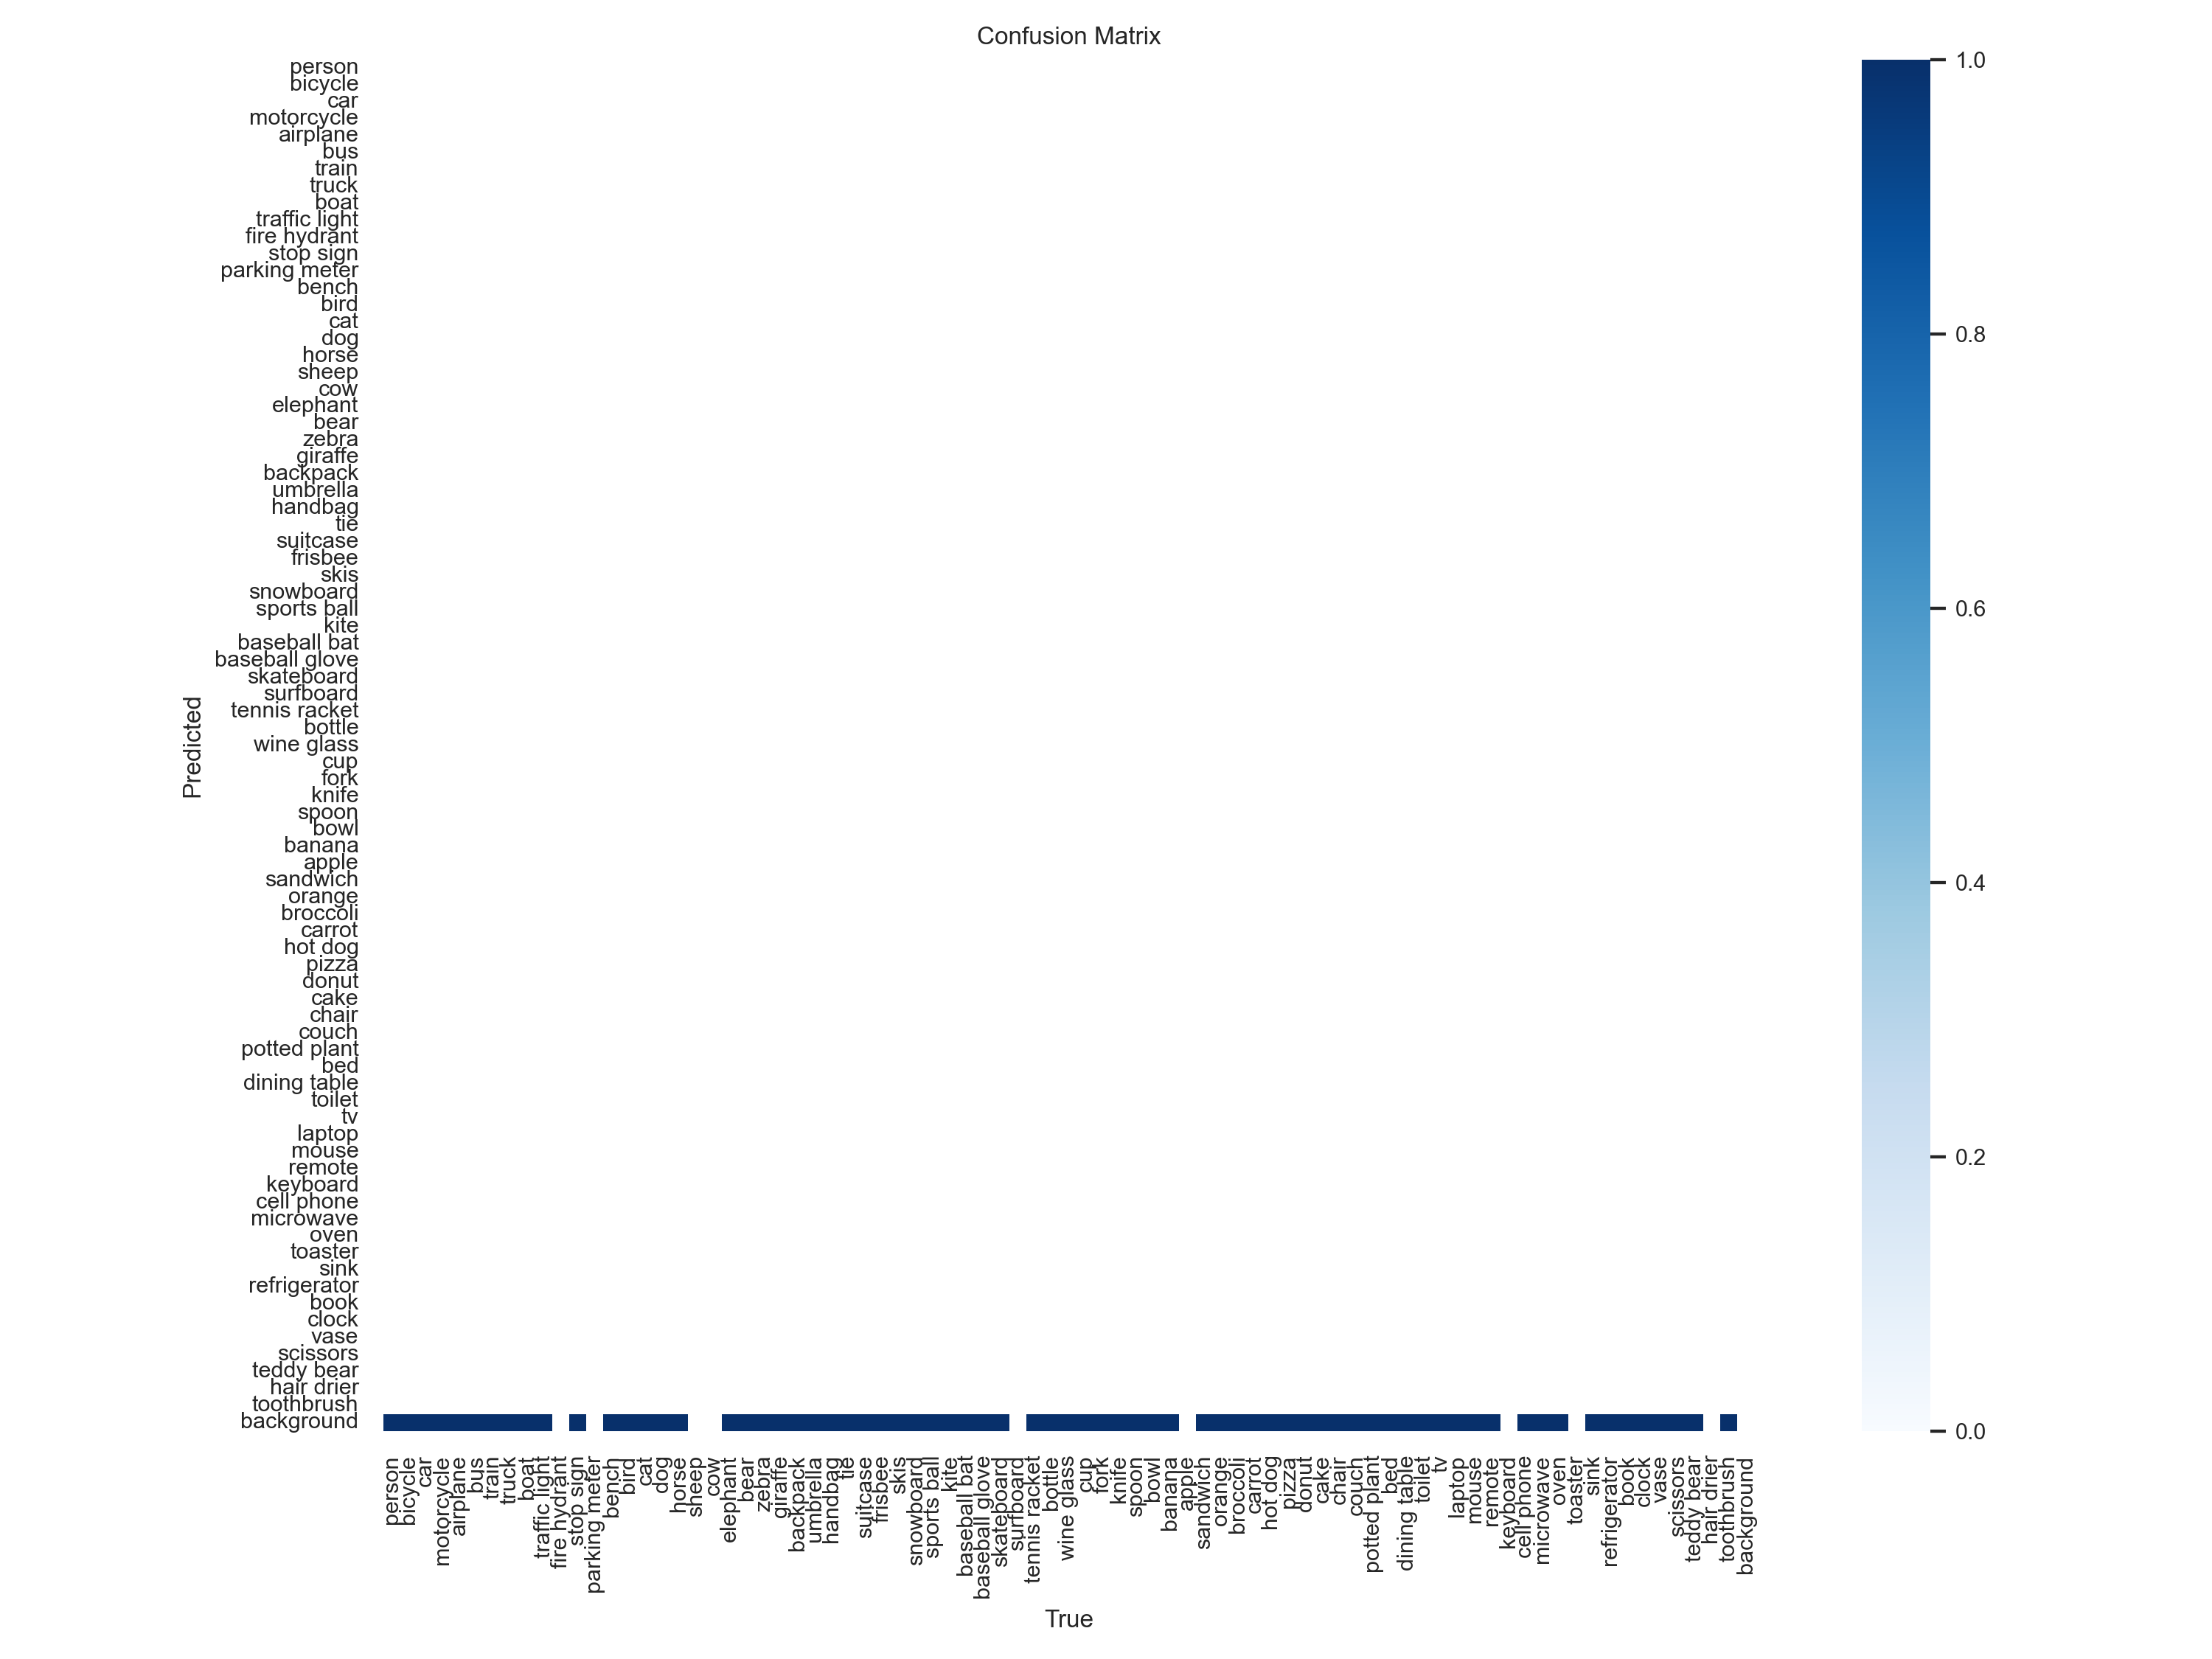 Confusion Matrix
person
bicycle
car
motorcycle
airplane
bus
train
truck
boat
traffic light
fire hydrant
stop sign
parking meter
bench
bird
cat
dog
horse
sheep
cow
elephant
bear
zebra
giraffe
backpack
umbrella
handbag
tie
suitcase
frisbee
skis
snowboard
sports ball
kite
baseball bat
baseball glove
skateboard
surfboard
tennis racket
bottle
wine glass
cup
fork
knife
spoon
bowl
banana
apple
sandwich
orange
broccoli
carrot
hot dog
pizza
donut
cake
chair
couch
potted plant
bed
dining table
toilet
tv
laptop
mouse
remote
keyboard
cell phone
microwave
oven
toaster
sink
refrigerator
book
clock
vase
scissors
teddy bear
hair drier
toothbrush
background
Predicted
person
bicycle
car
motorcycle
airplane
bus
train
truck
boat
traffic light
fire hydrant
stop sign
parking meter
bench
bird
cat
dog
horse
sheep
cow
elephant
bear
zebra
giraffe
backpack
umbrella
handbag
tie
suitcase
frisbee
skis
snowboard
sports ball
kite
baseball bat
baseball glove
skateboard
surfboard
tennis racket
bottle
wine glass
cup
fork
knife
spoon
bowl
banana
apple
sandwich
orange
broccoli
carrot
hot dog
pizza
donut
cake
chair
couch
potted plant
bed
dining table
toilet
tv
laptop
mouse
remote
keyboard
cell phone
microwave
oven
toaster
sink
refrigerator
book
clock
vase
scissors
teddy bear
hair drier
toothbrush
background
True
1.0
0.8
0.6
0.4
0.2
0.0